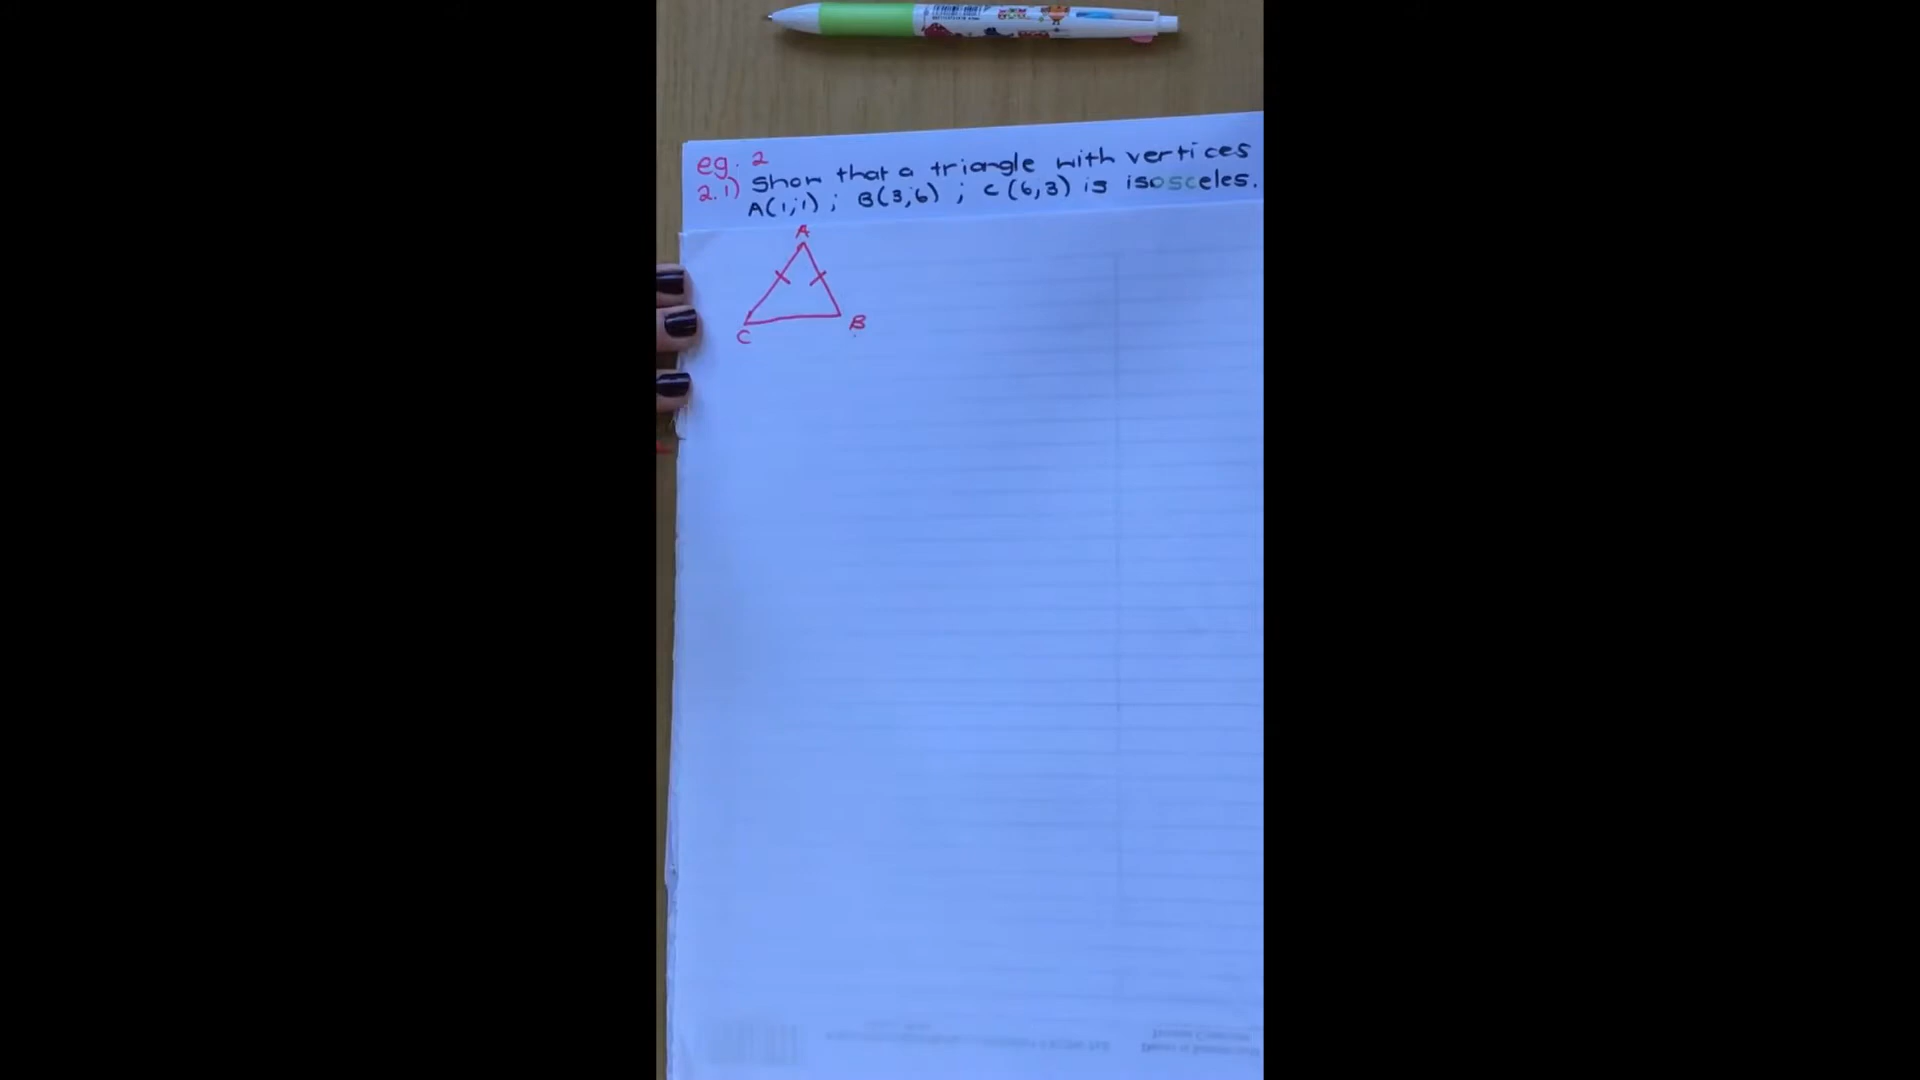 eg. 2
2.1) Show that a triangle with vertices
A(1;1) ; B(3;6) ; C(6;3) is isosceles.
A
C
B